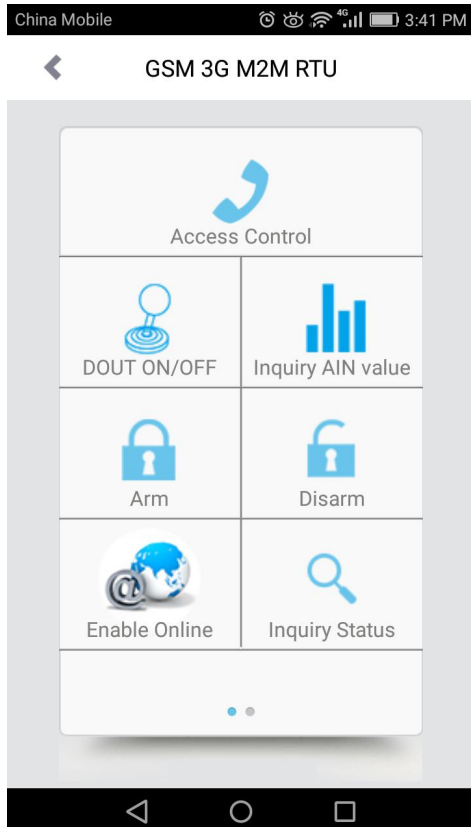 China Mobile 4G 3:41 PM
GSM 3G M2M RTU
Access Control
DOUT ON/OFF Inquiry AIN value
Arm Disarm
@
Enable Online Inquiry Status